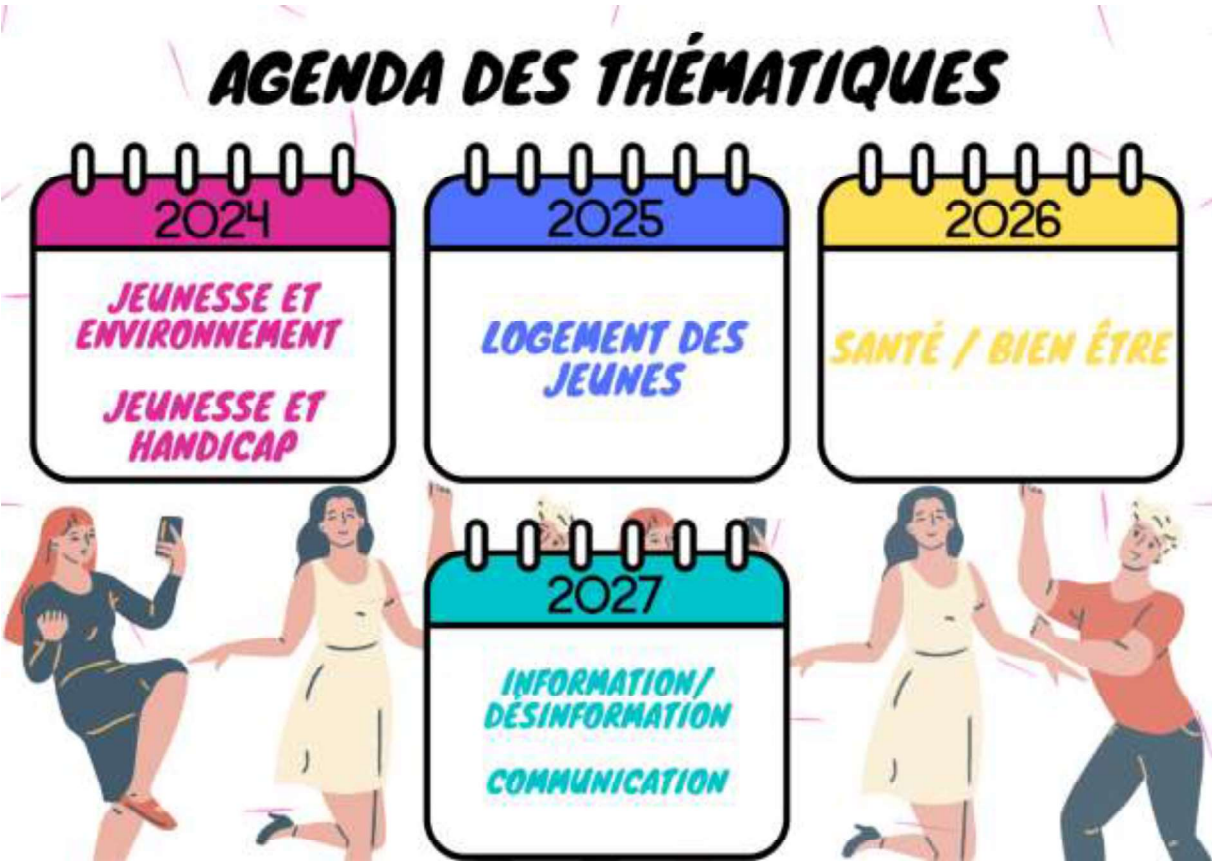 AGENDA DES THÉMATIQUES
2024
JEUNESSE ET
ENVIRONNEMENT
JEUNESSE ET
HANDICAP
2025
LOGEMENT DES
JEUNES
2026
SANTÉ / BIEN ÊTRE
2027
INFORMATION/
DÉSINFORMATION
COMMUNICATION